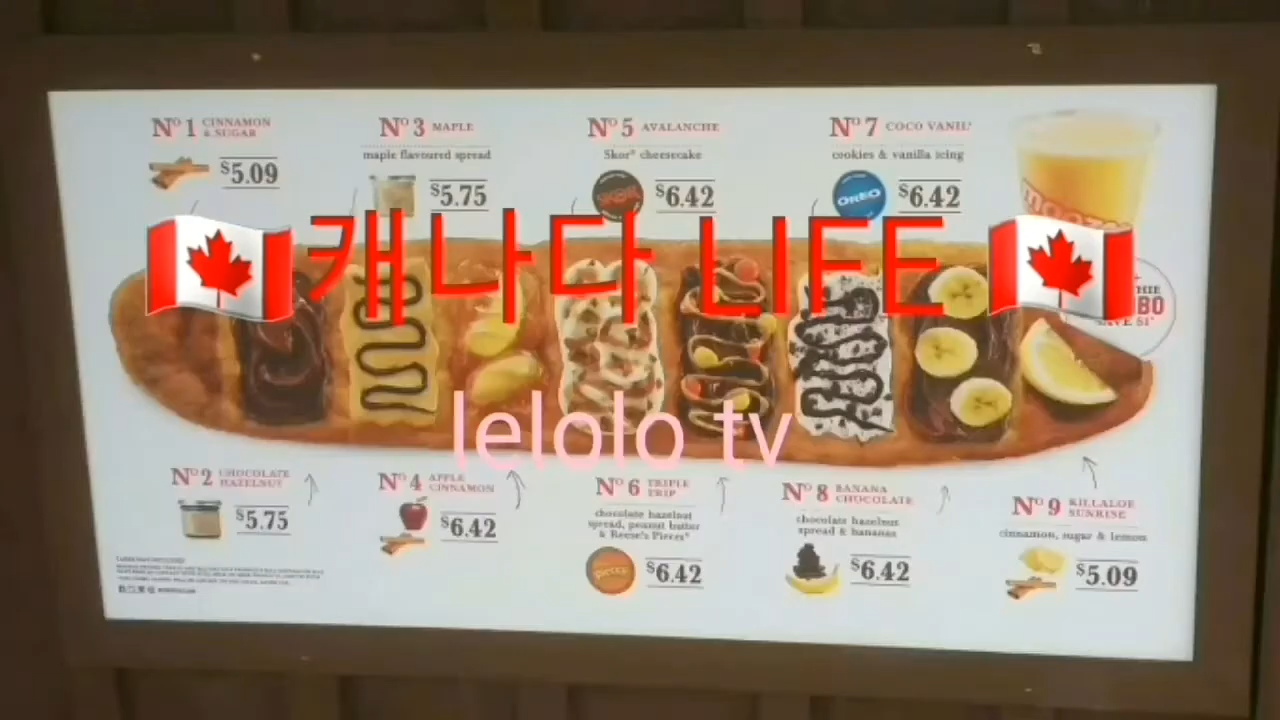 Nº 1 CINNAMON & SUGAR
$5.09
Nº 3 MAPLE
maple flavoured spread
$5.75
Nº 5 AVALANCHE
Skor® cheesecake
$6.42
Nº 7 COCO VANIL'
cookies & vanilla icing
OREO
$6.42
캐나다 LIFE
lelolo tv
Nº 2 CHOCOLATE HAZELNUT
$5.75
Nº 4 APPLE CINNAMON
$6.42
Nº 6 TRIPLE TRIP
chocolate hazelnut
spread, peanut butter
& Reese's Pieces®
$6.42
Nº 8 BANANA CHOCOLATE
chocolate hazelnut
spread & bananas
$6.42
Nº 9 KILLALOE SUNRISE
cinnamon, sugar & lemon
$5.09